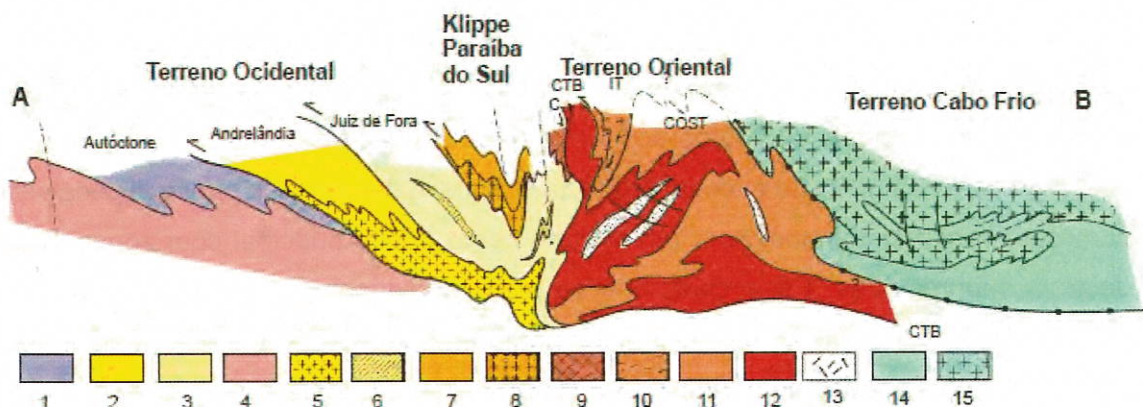 Klippe
Paraíba
do Sul
Terreno Ocidental
Terreno Oriental
Terreno Cabo Frio
A
B
CTB
IT
C
COST
Juiz de Fora
Andrelândia
Autóctone
CTB
1 2 3 4 5 6 7 8 9 10 11 12 13 14 15